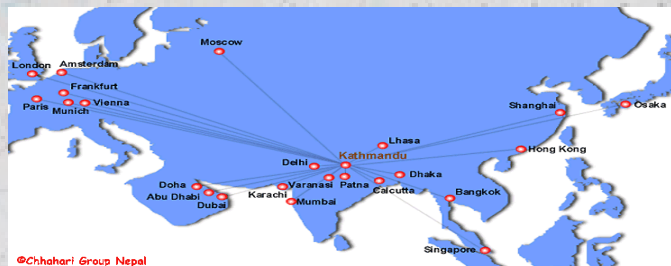 Moscow
London
Amsterdam
Frankfurt
Paris
Munich
Vienna
Shanghai
Osaka
Lhasa
Hong Kong
Kathmandu
Delhi
Dhaka
Doha
Varanasi
Patna
Calcutta
Abu Dhabi
Karachi
Bangkok
Dubai
Mumbai
Singapore
©Chhahari Group Nepal